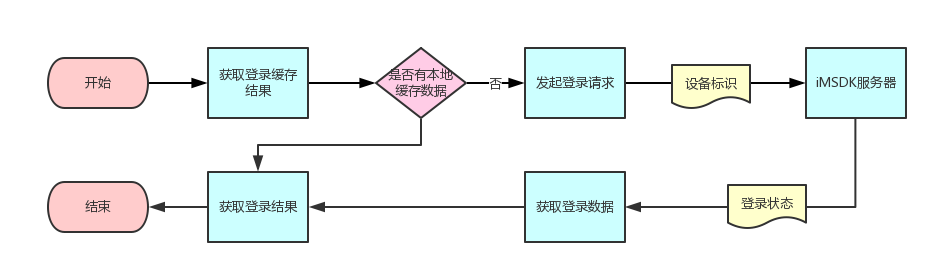 开始
获取登录缓存
结果
是否有本地
缓存数据
否
发起登录请求
设备标识
iMSDK服务器
结束
获取登录结果
获取登录数据
登录状态